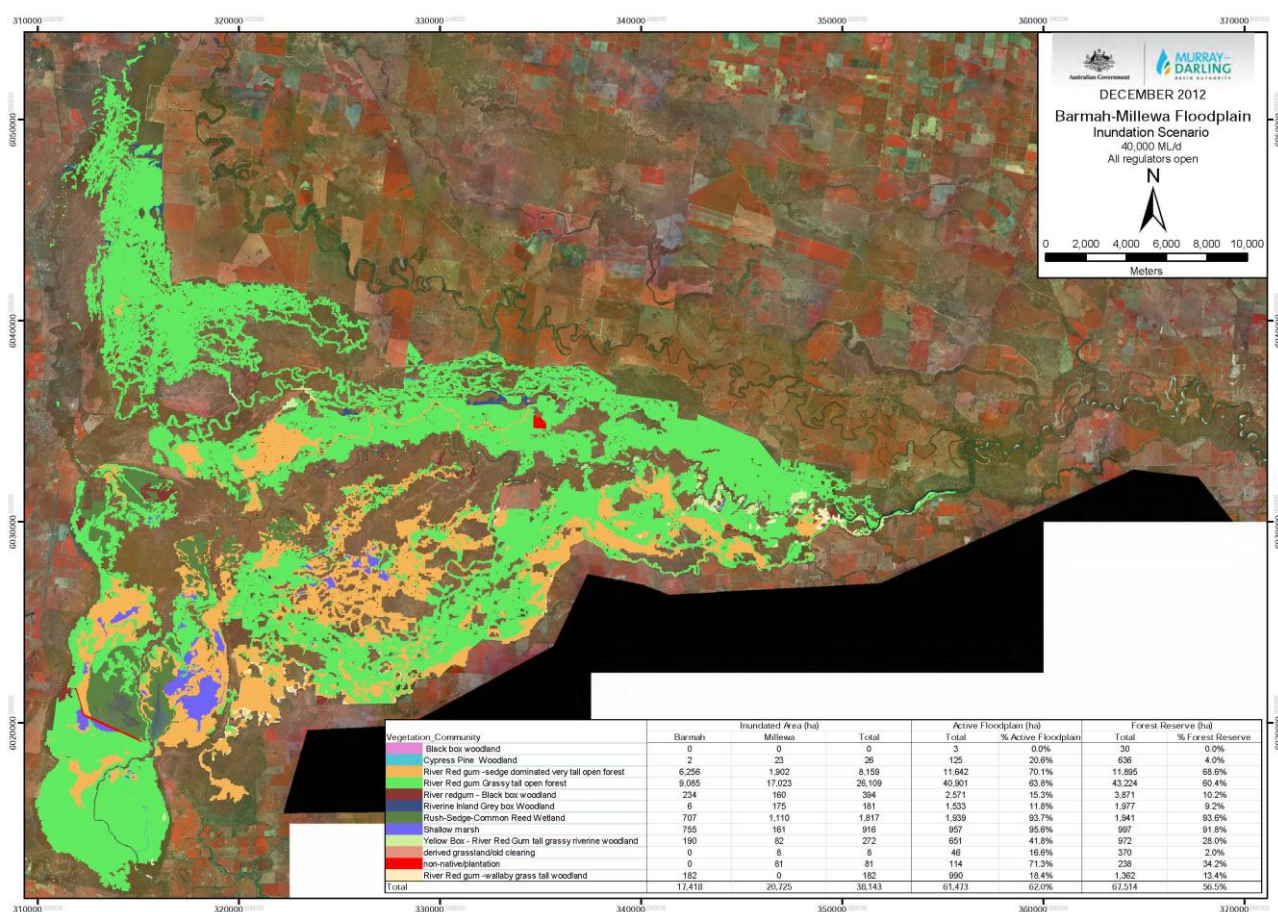 310000 320000 330000 340000 350000 360000 370000
Australian Government
MURRAY–
DARLING
BASIN AUTHORITY
DECEMBER 2012
Barmah-Millewa Floodplain
Inundation Scenario
40,000 ML/d
All regulators open
N
0 2,000 4,000 6,000 8,000 10,000
Meters
6050000
6040000
6030000
6020000
6050000
6040000
6030000
6020000
Inundated Area (ha) Active Floodplain (ha) Forest Reserve (ha)
Vegetation_Community Barmah Millewa Total Total % Active Floodplain Total % Forest Reserve
Black box woodland 0 0 0 3 0.0% 30 0.0%
Cypress Pine Woodland 2 23 26 125 20.6% 636 4.0%
River Red gum -sedge dominated very tall open forest 6,256 1,902 8,159 11,642 70.1% 11,895 68.6%
River Red gum Grassy tall open forest 9,085 17,023 26,109 40,901 63.8% 43,224 60.4%
River redgum - Black box woodland 234 160 394 2,571 15.3% 3,871 10.2%
Riverine Inland Grey box Woodland 6 175 181 1,533 11.8% 1,977 9.2%
Rush-Sedge-Common Reed Wetland 707 1,110 1,817 1,939 93.7% 1,941 93.6%
Shallow marsh 755 161 916 957 95.6% 997 91.8%
Yellow Box - River Red Gum tall grassy riverine woodland 190 82 272 651 41.8% 972 28.0%
derived grassland/old clearing 0 8 8 46 16.6% 370 2.0%
non-native/plantation 0 81 81 114 71.3% 238 34.2%
River Red gum -wallaby grass tall woodland 182 0 182 990 18.4% 1,362 13.4%
Total 17,418 20,725 38,143 61,473 62.0% 67,514 56.5%
310000 320000 330000 340000 350000 360000 370000